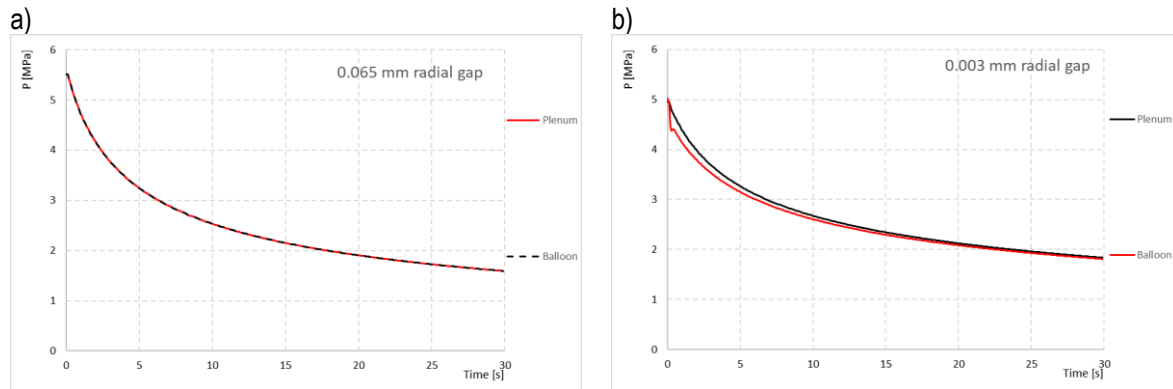 a)
P [MPa]
6
5
4
3
2
1
0
0.065 mm radial gap
Plenum
Balloon
0 5 10 15 20 25 30
Time [s]
b)
P [MPa]
6
5
4
3
2
1
0
0.003 mm radial gap
Plenum
Balloon
0 5 10 15 20 25 30
Time [s]